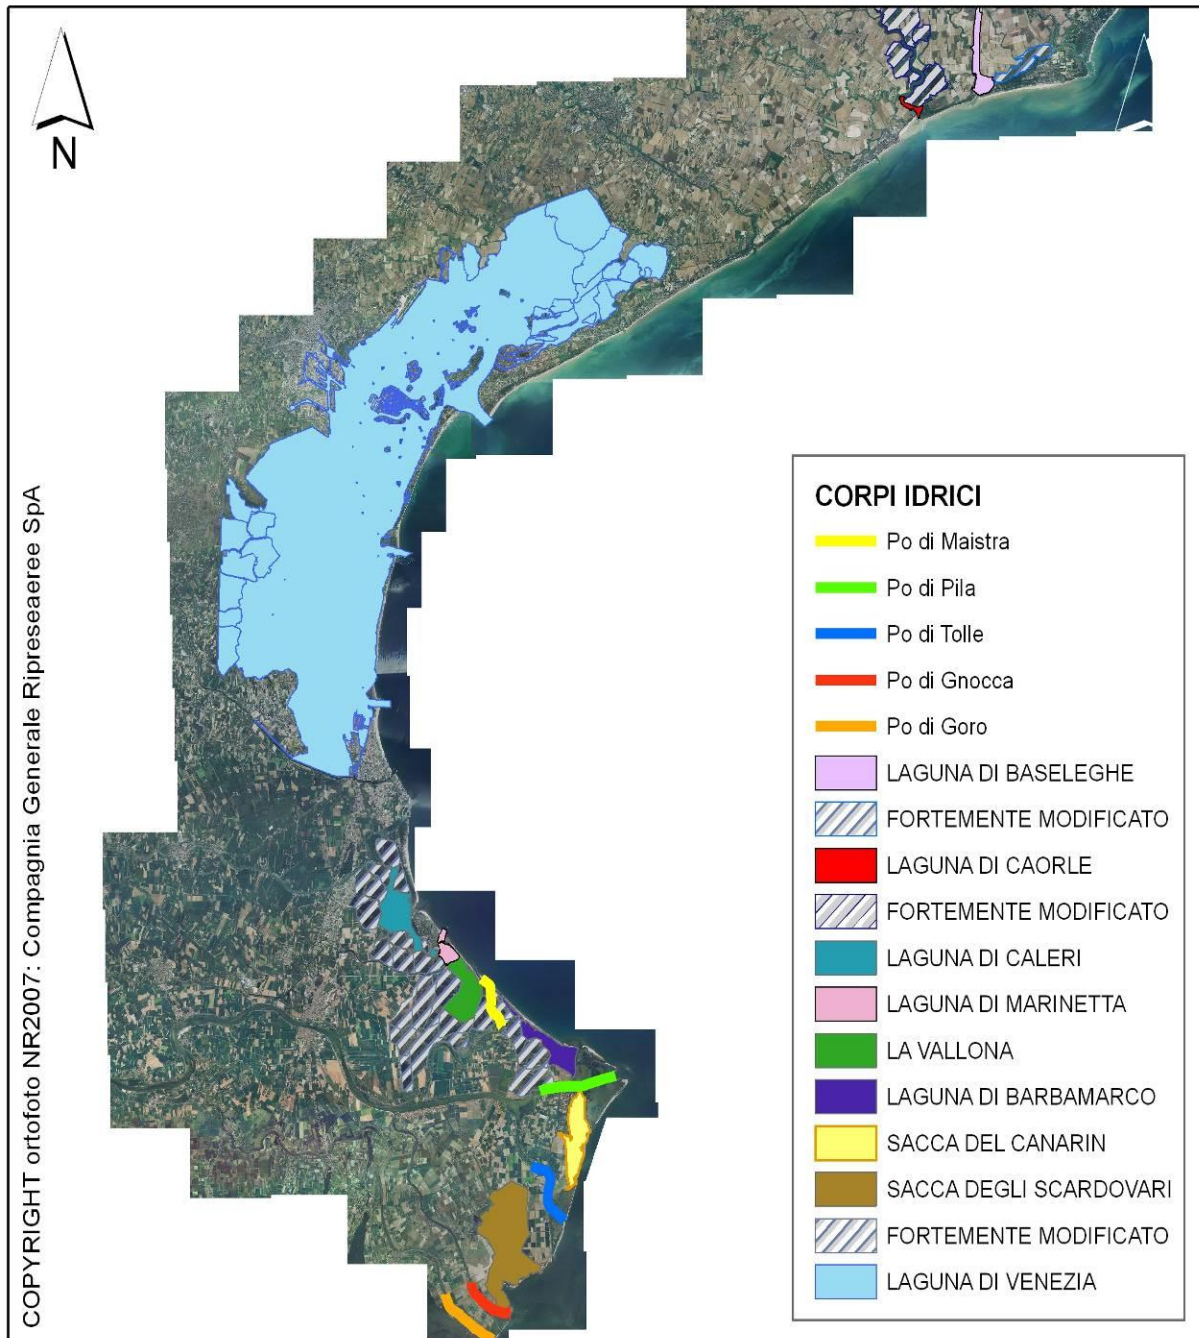 N
COPYRIGHT ortofoto NR2007: Compagnia Generale Ripreseaeree SpA
CORPI IDRICI
Po di Maistra
Po di Pila
Po di Tolle
Po di Gnocca
Po di Goro
LAGUNA DI BASELEGHE
FORTEMENTE MODIFICATO
LAGUNA DI CAORLE
FORTEMENTE MODIFICATO
LAGUNA DI CALERI
LAGUNA DI MARINETTA
LA VALLONA
LAGUNA DI BARBAMARCO
SACCA DEL CANARIN
SACCA DEGLI SCARDOVARI
FORTEMENTE MODIFICATO
LAGUNA DI VENEZIA